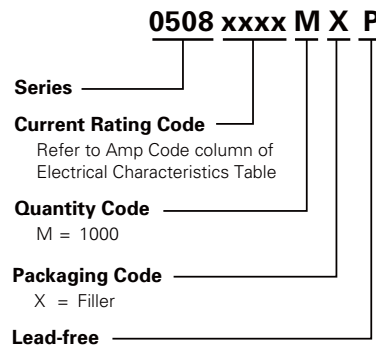 0508 xxxx M X P
Series
Current Rating Code
Refer to Amp Code column of
Electrical Characteristics Table
Quantity Code
M = 1000
Packaging Code
X = Filler
Lead-free